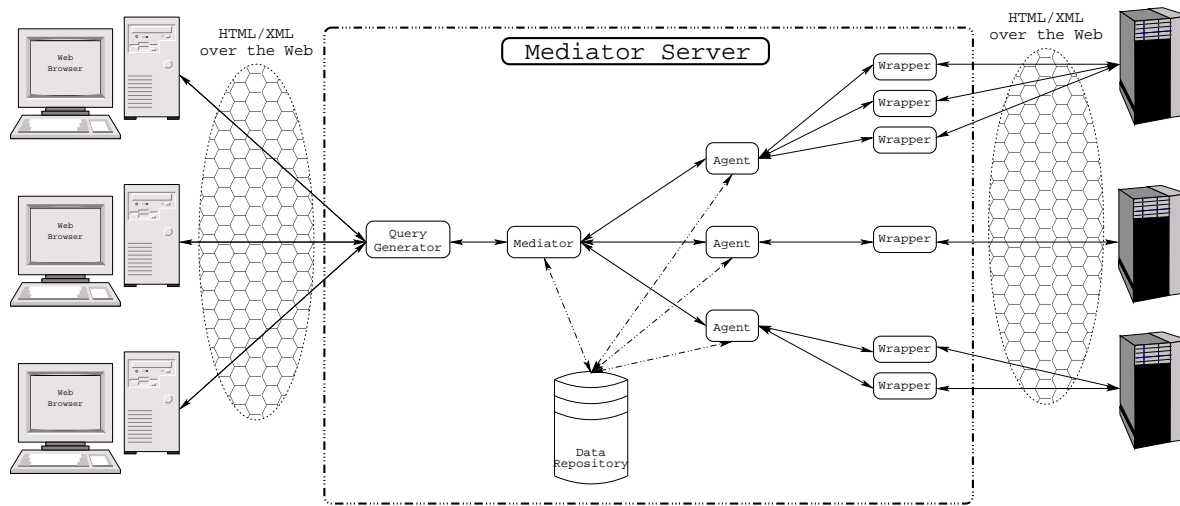 HTML/XML
over the Web
Mediator Server
HTML/XML
over the Web
Web
Browser
Web
Browser
Web
Browser
Query
Generator
Mediator
Agent
Agent
Agent
Wrapper
Wrapper
Wrapper
Wrapper
Wrapper
Wrapper
Data
Repository